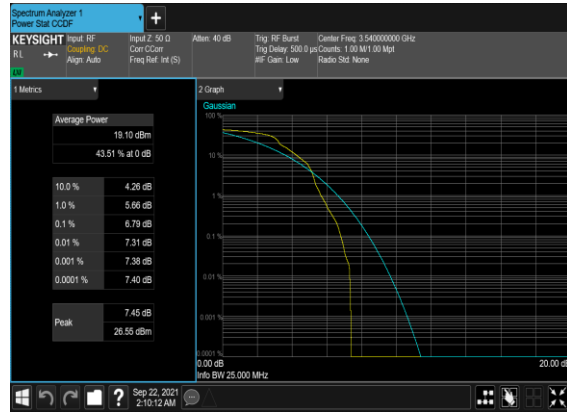 Spectrum Analyzer 1
Power Stat CCDF
+
KEYSIGHT
R L
LXI
Input: RF
Coupling: DC
Align: Auto
Input Z: 50 Ω
Corr CCorr
Freq Ref: Int (S)
Atten: 40 dB
Trig: RF Burst
Trig Delay: 500.0 µs
#IF Gain: Low
Center Freq: 3.540000000 GHz
Counts: 1.00 M/1.00 Mpt
Radio Std: None
1 Metrics
Average Power
19.10 dBm
43.51 % at 0 dB
10.0 % 4.26 dB
1.0 % 5.66 dB
0.1 % 6.79 dB
0.01 % 7.31 dB
0.001 % 7.38 dB
0.0001 % 7.40 dB
Peak
7.45 dB
26.55 dBm
2 Graph
Gaussian
100 %
10 %
1 %
0.1 %
0.01 %
0.001 %
0.0001 %
0.00 dB
20.00 dB
Info BW 25.000 MHz
?
Sep 22, 2021
2:10:12 AM